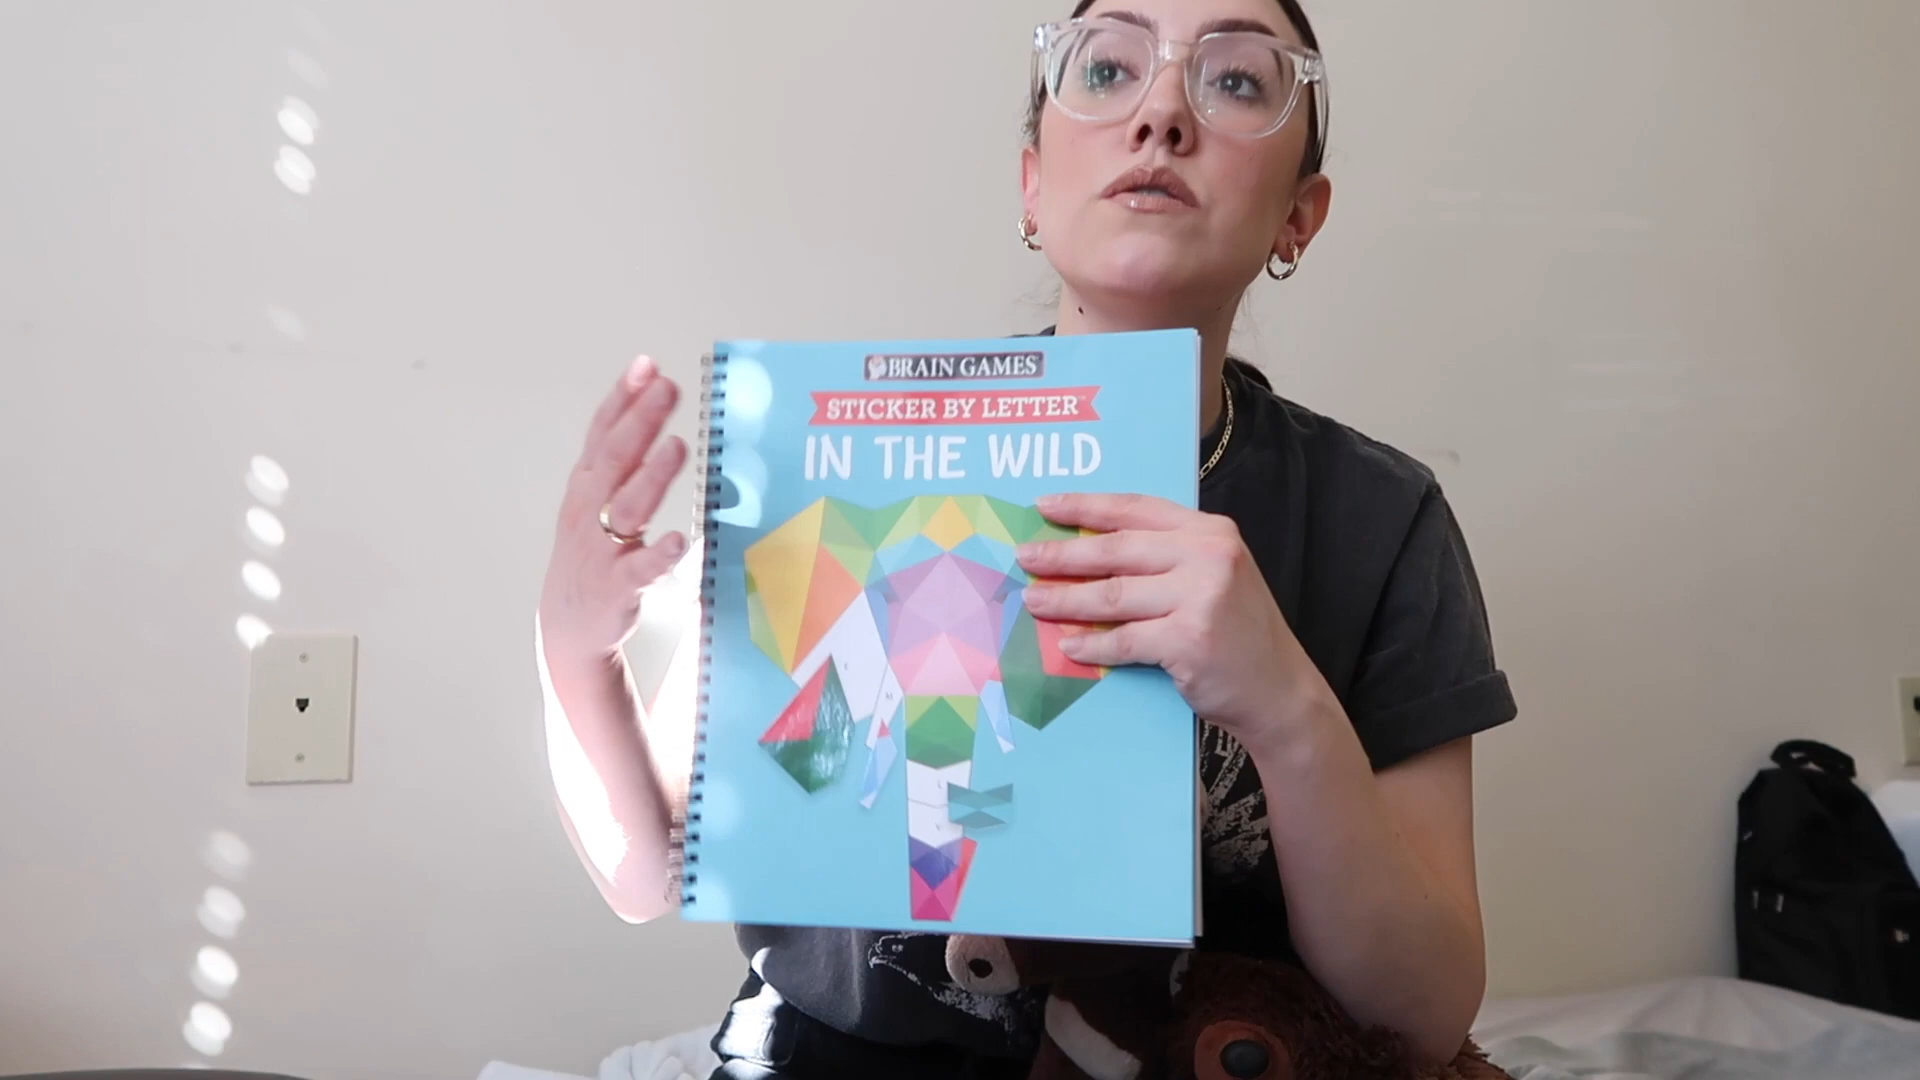 BRAIN GAMES
STICKER BY LETTER™
IN THE WILD